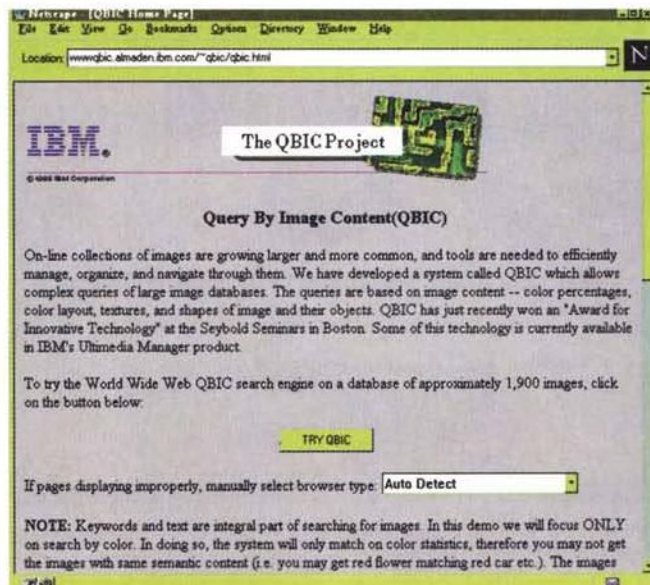 Netscape - [QBIC Home Page]
File Edit View Go Bookmarks Options Directory Window Help
Location: wwwqbic.almaden.ibm.com/~qbic/qbic.html
N
IBM.
The QBIC Project
© 1995 IBM Corporation
Query By Image Content(QBIC)
On-line collections of images are growing larger and more common, and tools are needed to efficiently
manage, organize, and navigate through them. We have developed a system called QBIC which allows
complex queries of large image databases. The queries are based on image content -- color percentages,
color layout, textures, and shapes of image and their objects. QBIC has just recently won an "Award for
Innovative Technology" at the Seybold Seminars in Boston. Some of this technology is currently available
in IBM's Ultimedia Manager product.
To try the World Wide Web QBIC search engine on a database of approximately 1,900 images, click
on the button below:
TRY QBIC
If pages displaying improperly, manually select browser type: Auto Detect
NOTE: Keywords and text are integral part of searching for images. In this demo we will focus ONLY
on search by color. In doing so, the system will only match on color statistics, therefore you may not get
the images with same semantic content (i.e. you may get red flower matching red car etc.). The images